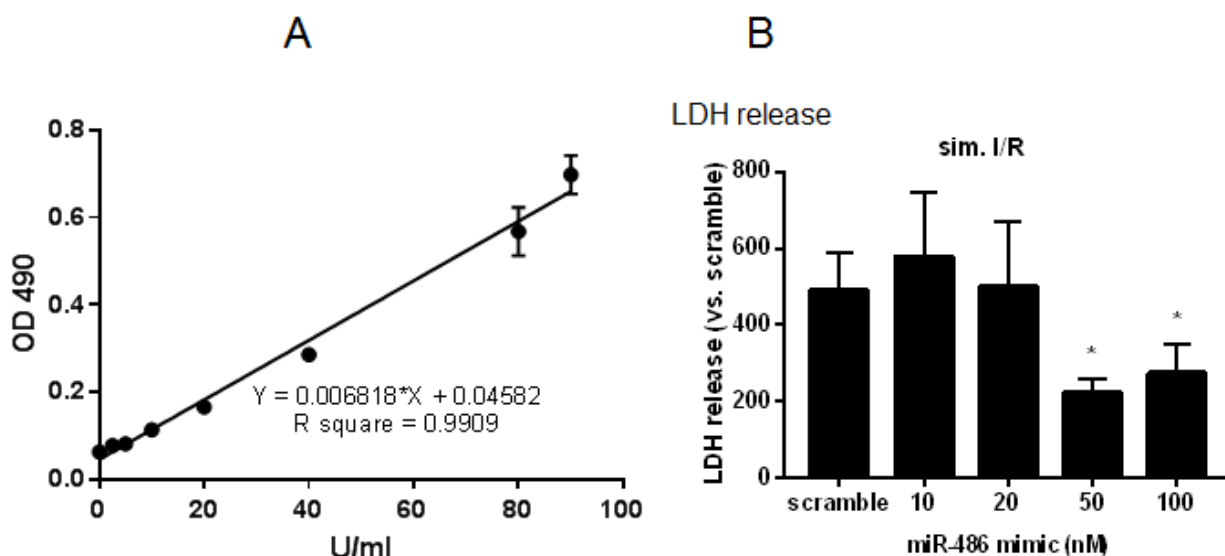 A
B
LDH release
0.8
0.6
0.4
0.2
0.0
OD 490
Y = 0.006818*X + 0.04582
R square = 0.9909
0
20
40
60
80
100
U/ml
sim. I/R
LDH release (vs. scramble)
800
600
400
200
0
*
*
scramble
10
20
50
100
miR-486 mimic (nM)